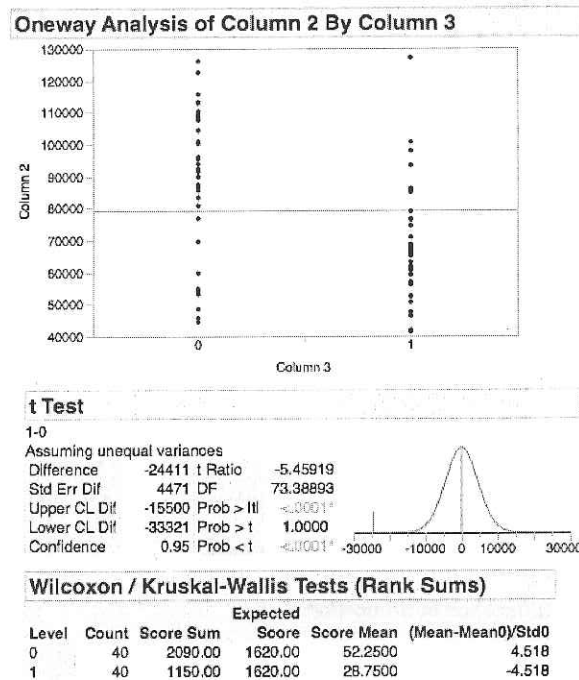 Oneway Analysis of Column 2 By Column 3
130000
120000
110000
100000
90000
80000
70000
60000
50000
40000
Column 2
0 1
Column 3
t Test
1-0
Assuming unequal variances
Difference -24411 t Ratio -5.45919
Std Err Dif 4471 DF 73.38893
Upper CL Dif -15500 Prob > |t| <.0001*
Lower CL Dif -33321 Prob > t 1.0000
Confidence 0.95 Prob < t <.0001*
-30000 -10000 0 10000 30000
Wilcoxon / Kruskal-Wallis Tests (Rank Sums)
Expected
Level Count Score Sum Score Score Mean (Mean-Mean0)/Std0
0 40 2090.00 1620.00 52.2500 4.518
1 40 1150.00 1620.00 28.7500 -4.518